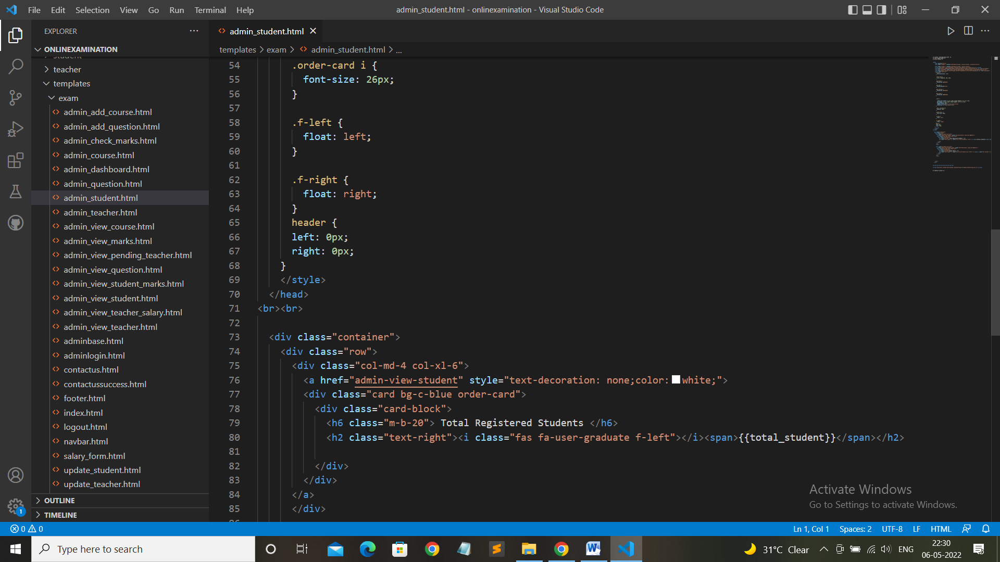 File Edit Selection View Go Run Terminal Help
admin_student.html - onlinexamination - Visual Studio Code
EXPLORER
ONLINEXAMINATION
student
teacher
templates
exam
admin_add_course.html
admin_add_question.html
admin_check_marks.html
admin_course.html
admin_dashboard.html
admin_question.html
admin_student.html
admin_teacher.html
admin_view_course.html
admin_view_marks.html
admin_view_pending_teacher.html
admin_view_question.html
admin_view_student_marks.html
admin_view_student.html
admin_view_teacher_salary.html
admin_view_teacher.html
adminbase.html
adminlogin.html
contactus.html
contactussuccess.html
footer.html
index.html
logout.html
navbar.html
salary_form.html
update_student.html
update_teacher.html
OUTLINE
TIMELINE
admin_student.html
templates > exam > admin_student.html > ...
54 .order-card i {
55 font-size: 26px;
56 }
57
58 .f-left {
59 float: left;
60 }
61
62 .f-right {
63 float: right;
64 }
65 header {
66 left: 0px;
67 right: 0px;
68 }
69 </style>
70 </head>
71 <br><br>
72
73 <div class="container">
74 <div class="row">
75 <div class="col-md-4 col-xl-6">
76 <a href="admin-view-student" style="text-decoration: none;color:white;">
77 <div class="card bg-c-blue order-card">
78 <div class="card-block">
79 <h6 class="m-b-20"> Total Registered Students </h6>
80 <h2 class="text-right"><i class="fas fa-user-graduate f-left"></i><span>{{total_student}}</span></h2>
81
82 </div>
83 </div>
84 </a>
85 </div>
Activate Windows
Go to Settings to activate Windows.
1
0 0
Ln 1, Col 1 Spaces: 2 UTF-8 LF HTML
Type here to search
31°C Clear
ENG
22:30
06-05-2022